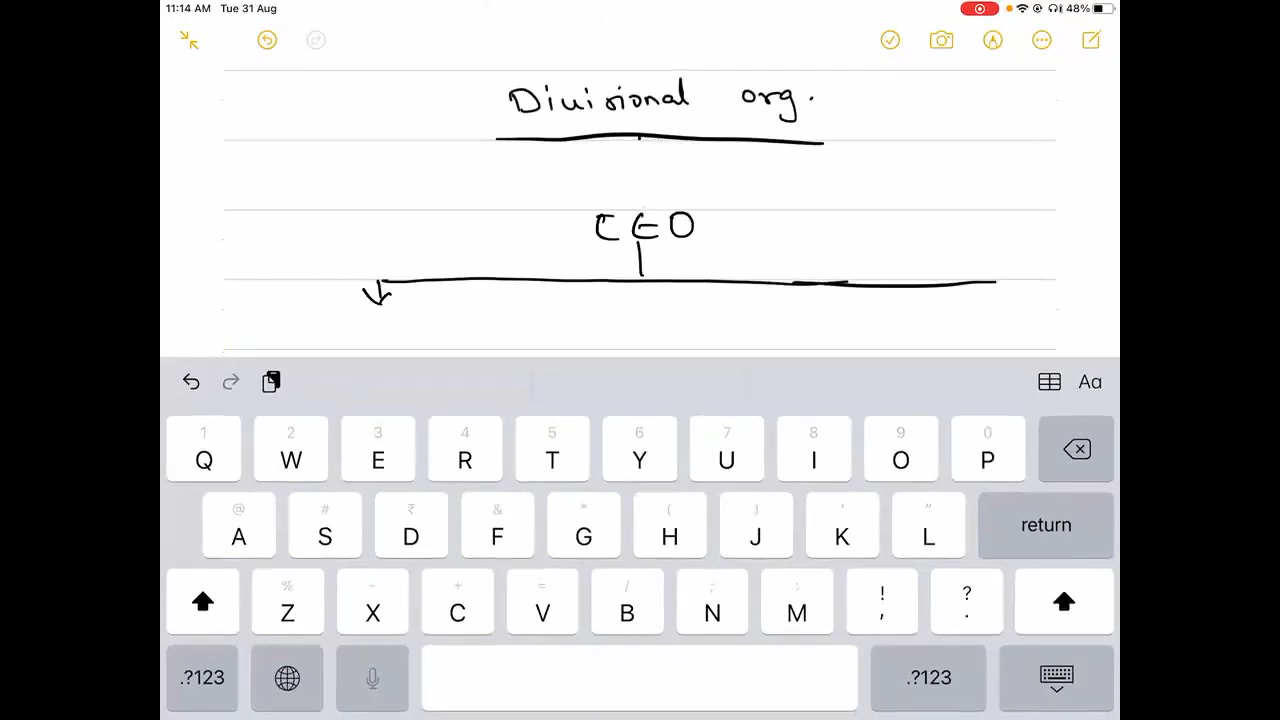 11:14 AM Tue 31 Aug 48%
Divisional org.
CEO
Aa
1 2 3 4 5 6 7 8 9 0
Q W E R T Y U I O P
@ # ₹ & * ( ) ' "
A S D F G H J K L return
% - + = / ; : ! ?
Z X C V B N M , .
.?123 .?123